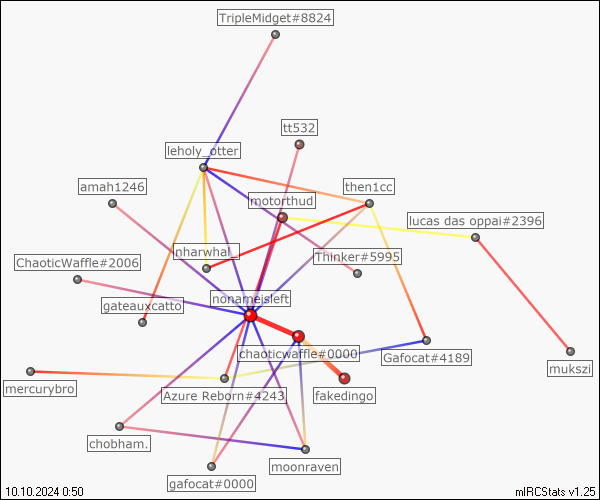 TripleMidget#8824
tt532
leholy_otter
amah1246
then1cc
motorthud
lucas das oppai#2396
nharwhal_
Thinker#5995
ChaoticWaffle#2006
nonameisleft
gateauxcatto
chaoticwaffle#0000
Gafocat#4189
mukszi
mercurybro
Azure Reborn#4243
fakedingo
chobham.
moonraven
gafocat#0000
10.10.2024 0:50
mIRCStats v1.25